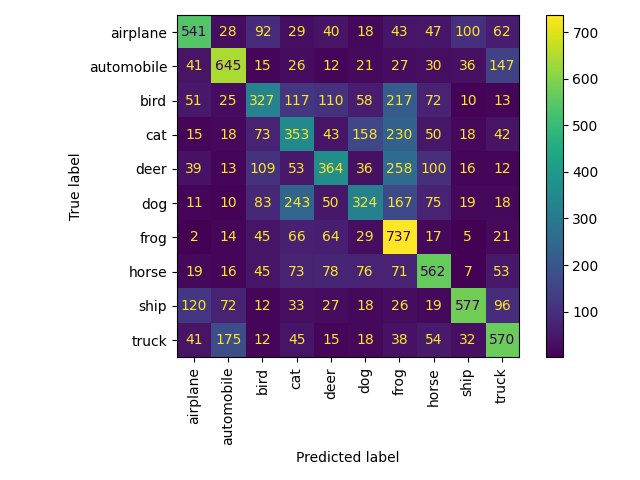 airplane 541 28 92 29 40 18 43 47 100 62
automobile 41 645 15 26 12 21 27 30 36 147
bird 51 25 327 117 110 58 217 72 10 13
cat 15 18 73 353 43 158 230 50 18 42
deer 39 13 109 53 364 36 258 100 16 12
dog 11 10 83 243 50 324 167 75 19 18
frog 2 14 45 66 64 29 737 17 5 21
horse 19 16 45 73 78 76 71 562 7 53
ship 120 72 12 33 27 18 26 19 577 96
truck 41 175 12 45 15 18 38 54 32 570
True label
airplane automobile bird cat deer dog frog horse ship truck
Predicted label
700
600
500
400
300
200
100